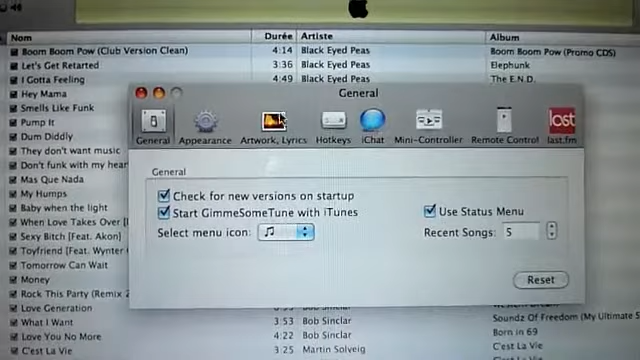 Nom Durée Artiste Album
Boom Boom Pow (Club Version Clean) 4:14 Black Eyed Peas Boom Boom Pow (Promo CDS)
Let's Get Retarted 3:36 Black Eyed Peas Elephunk
I Gotta Feeling 4:49 Black Eyed Peas The E.N.D.
Hey Mama
Smells Like Funk
Pump It
Dum Diddly
They don't want music
Don't funk with my hear
Mas Que Nada
My Humps
Baby when the light
When Love Takes Over [
Sexy Bitch [Feat. Akon]
Toyfriend [Feat. Wynter
Tomorrow Can Wait
Money
Rock This Party (Remix 2
Love Generation
What I Want 3:53 Bob Sinclar Soundz Of Freedom (My Ultimate S
Love You No More 4:22 Bob Sinclar Born in 69
C'est La Vie 3:25 Martin Solveig C'est La Vie
General
General Appearance Artwork, Lyrics Hotkeys iChat Mini-Controller Remote Control last.fm
last
General
Check for new versions on startup
Start GimmeSomeTune with iTunes
Use Status Menu
Select menu icon:
Recent Songs: 5
Reset